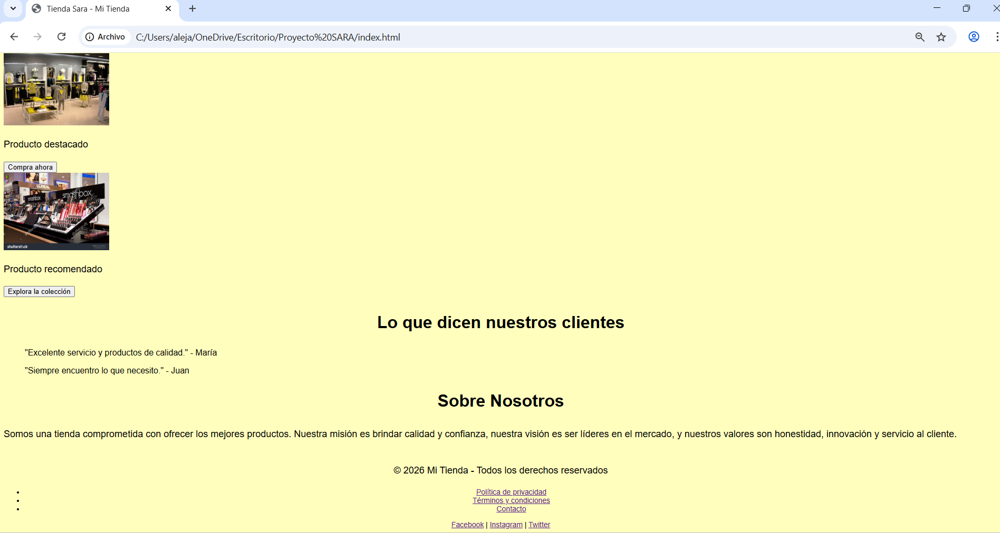 Tienda Sara - Mi Tienda
Archivo
C:/Users/aleja/OneDrive/Escritorio/Proyecto%20SARA/index.html
Producto destacado
Compra ahora
L'OREAL
smashbox
smashbox
shutterstock
Producto recomendado
Explora la colección
Lo que dicen nuestros clientes
"Excelente servicio y productos de calidad." - María
"Siempre encuentro lo que necesito." - Juan
Sobre Nosotros
Somos una tienda comprometida con ofrecer los mejores productos. Nuestra misión es brindar calidad y confianza, nuestra visión es ser líderes en el mercado, y nuestros valores son honestidad, innovación y servicio al cliente.
© 2026 Mi Tienda - Todos los derechos reservados
Política de privacidad
Términos y condiciones
Contacto
Facebook | Instagram | Twitter